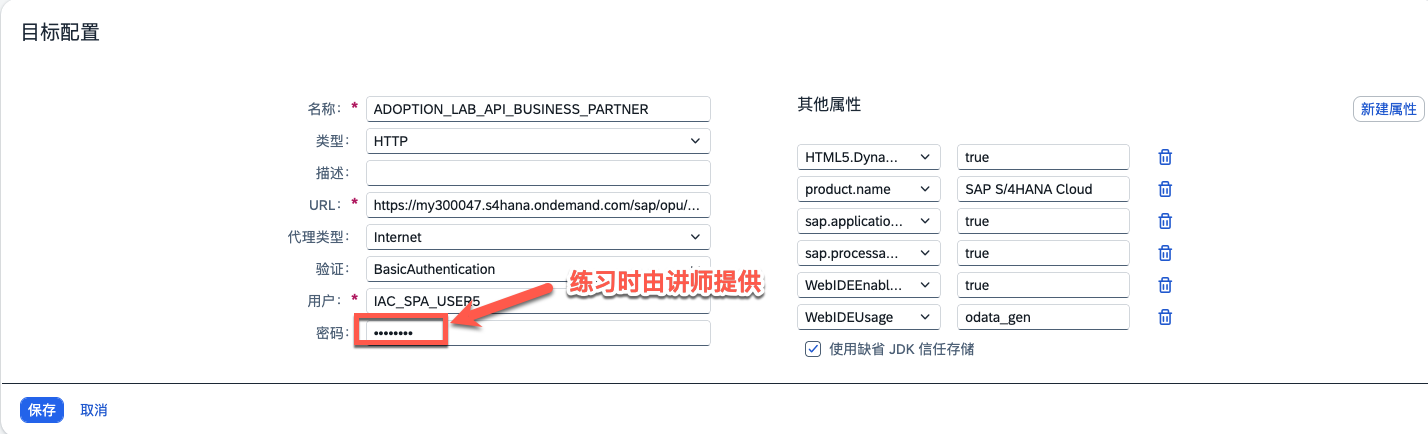 目标配置
名称： * ADOPTION_LAB_API_BUSINESS_PARTNER
类型： HTTP
描述：
URL： * https://my300047.s4hana.ondemand.com/sap/opu/...
代理类型： Internet
验证： BasicAuthentication
用户： * IAC_SPA_USER5
密码： ••••••••
练习时由讲师提供
其他属性
新建属性
HTML5.Dyna... true
product.name SAP S/4HANA Cloud
sap.applicatio... true
sap.processa... true
WebIDEEnabl... true
WebIDEUsage odata_gen
使用缺省 JDK 信任存储
保存 取消